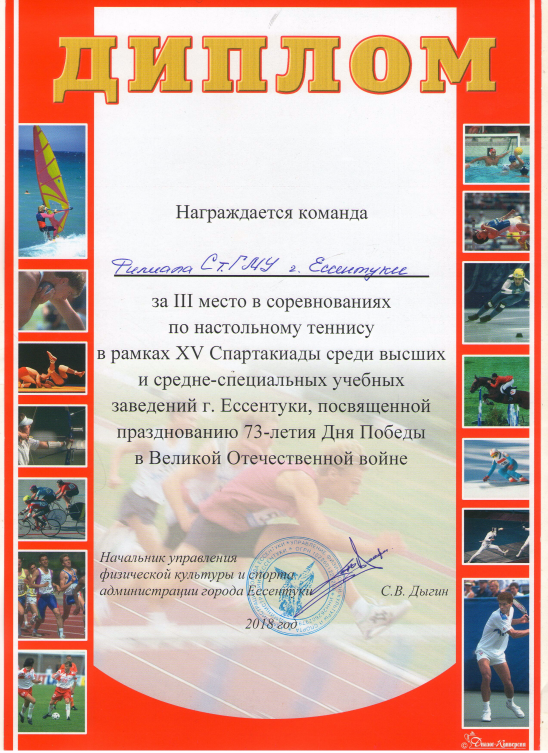 ДИПЛОМ
Награждается команда
Филиала СтГМУ г. Ессентуки
за III место в соревнованиях
по настольному теннису
в рамках XV Спартакиады среди высших
и средне-специальных учебных
заведений г. Ессентуки, посвященной
празднованию 73-летия Дня Победы
в Великой Отечественной войне
Начальник управления
физической культуры и спорта
администрации города Ессентуки С.В. Дыгин
2018 год